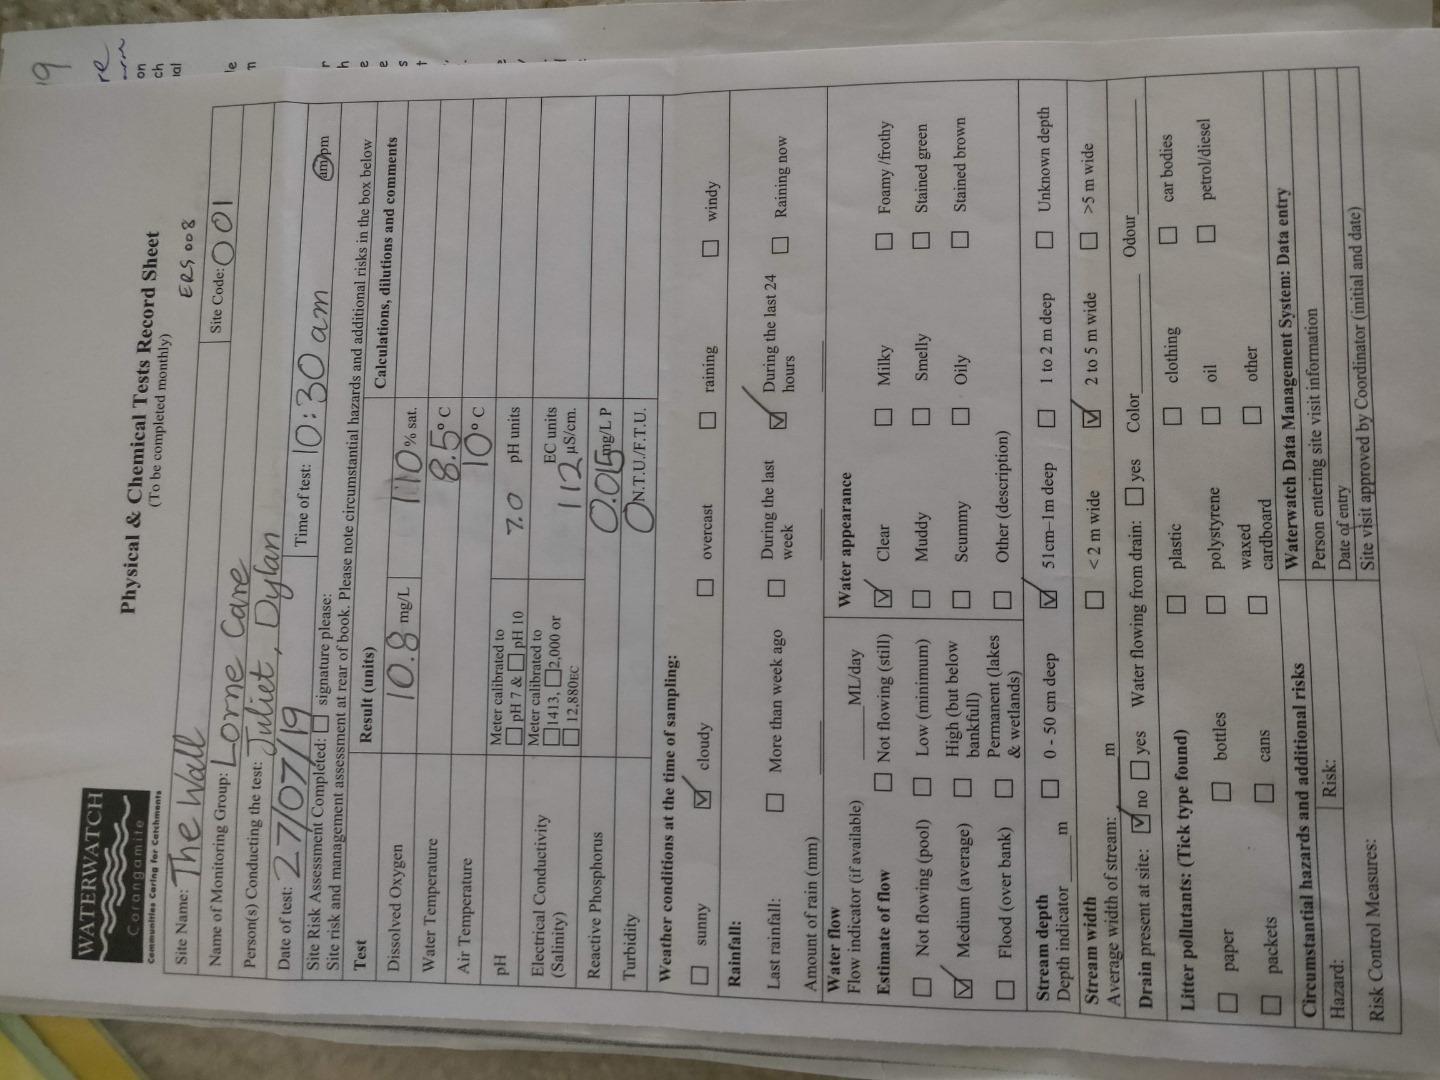 WATERWATCH
Corangamite
Communities Caring for Catchments
Physical & Chemical Tests Record Sheet
(To be completed monthly)
ERS 008
Site Name: The Wall
Site Code: 001
Name of Monitoring Group: Lorne Care
Person(s) Conducting the test: Juliet, Dylan
Date of test: 27/07/19 Time of test: 10:30 am am/pm
Site Risk Assessment Completed: ☐ signature please:
Site risk and management assessment at rear of book. Please note circumstantial hazards and additional risks in the box below
Test Result (units) Calculations, dilutions and comments
Dissolved Oxygen 10.8 mg/L 110 % sat.
Water Temperature 8.5 ° C
Air Temperature 10 ° C
pH Meter calibrated to ☐ pH 7 & ☐ pH 10 7.0 pH units
Electrical Conductivity (Salinity) Meter calibrated to ☐ 1413, ☐ 2,000 or ☐ 12,880EC 112 EC units µS/cm.
Reactive Phosphorus 0.015 mg/L P
Turbidity 0 N.T.U./F.T.U.
Weather conditions at the time of sampling:
☐ sunny ☑ cloudy ☐ overcast ☐ raining ☐ windy
Rainfall:
Last rainfall: ☐ More than week ago ☐ During the last week ☑ During the last 24 hours ☐ Raining now
Amount of rain (mm)
Water flow
Flow indicator (if available) ML/day
Estimate of flow ☐ Not flowing (still)
☐ Not flowing (pool) ☐ Low (minimum)
☑ Medium (average) ☐ High (but below bankfull)
☐ Flood (over bank) ☐ Permanent (lakes & wetlands)
Water appearance
☑ Clear ☐ Milky ☐ Foamy /frothy
☐ Muddy ☐ Smelly ☐ Stained green
☐ Scummy ☐ Oily ☐ Stained brown
☐ Other (description)
Stream depth
Depth indicator m ☐ 0 - 50 cm deep ☑ 51cm–1m deep ☐ 1 to 2 m deep ☐ Unknown depth
Stream width
Average width of stream: m ☐ < 2 m wide ☑ 2 to 5 m wide ☐ >5 m wide
Drain present at site: ☑ no ☐ yes Water flowing from drain: ☐ yes Color Odour
Litter pollutants: (Tick type found)
☐ paper ☐ bottles ☐ plastic ☐ clothing ☐ car bodies
☐ packets ☐ cans ☐ polystyrene ☐ oil ☐ petrol/diesel
☐ waxed cardboard ☐ other
Circumstantial hazards and additional risks
Hazard: Risk:
Risk Control Measures:
Waterwatch Data Management System: Data entry
Person entering site visit information
Date of entry
Site visit approved by Coordinator (initial and date)